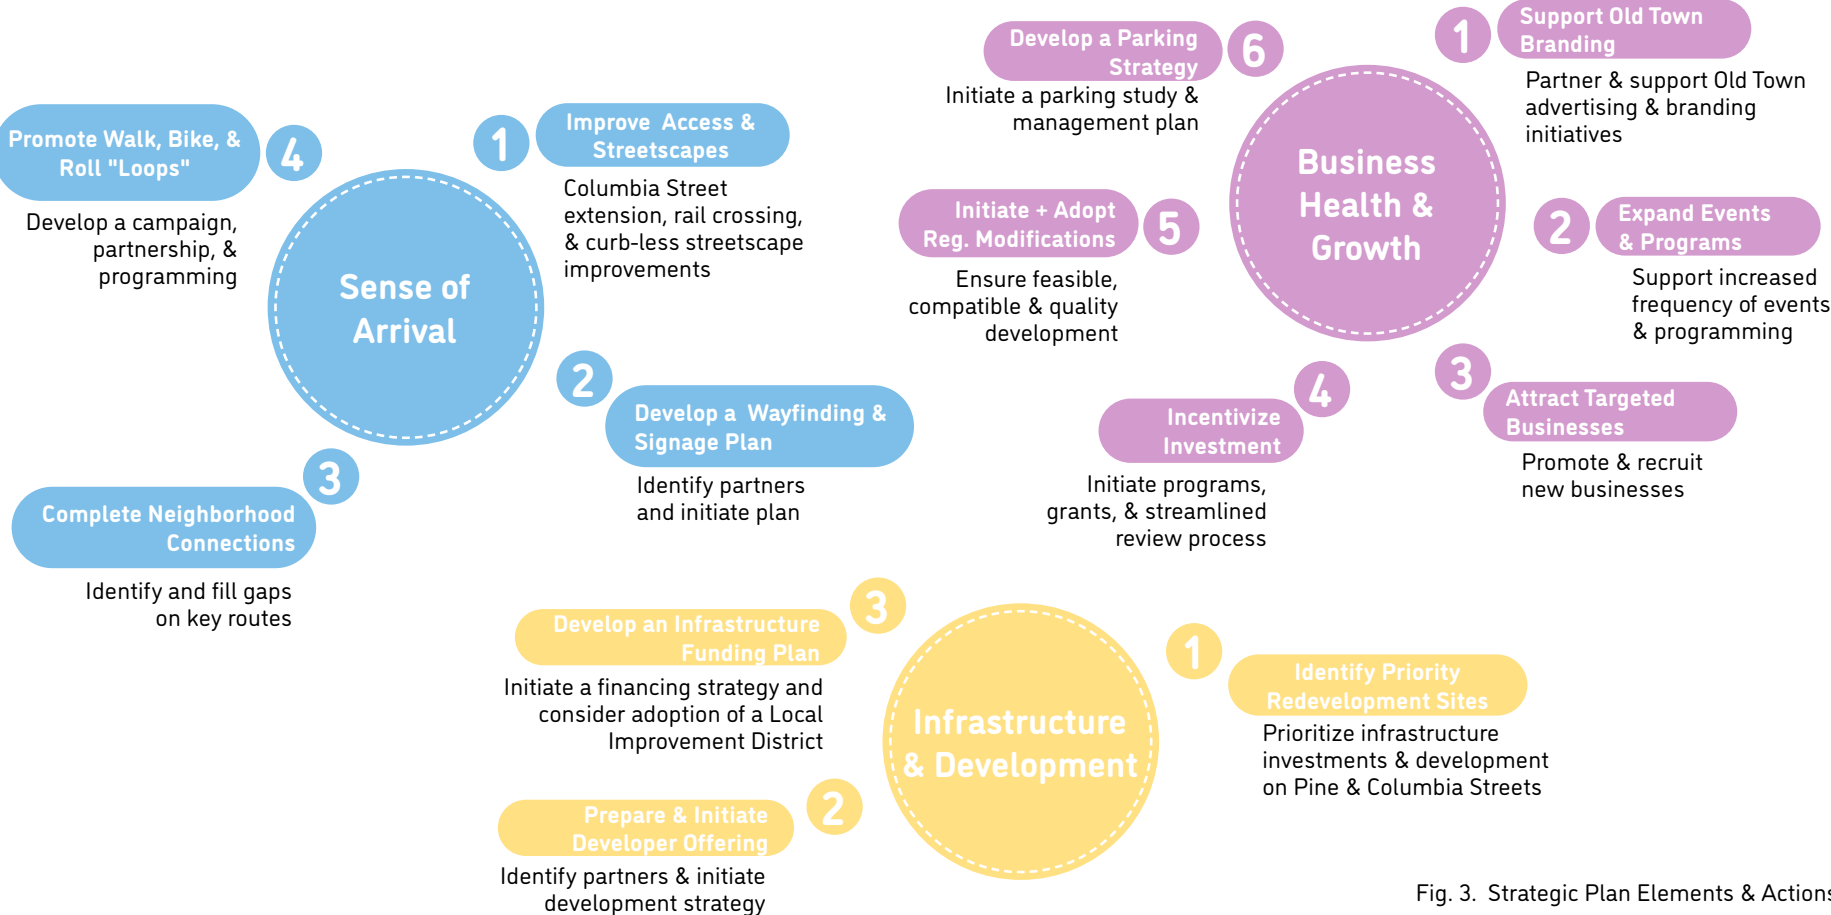 Sense of
Arrival
1
Improve Access &
Streetscapes
Columbia Street
extension, rail crossing,
& curb-less streetscape
improvements
2
Develop a Wayfinding &
Signage Plan
Identify partners
and initiate plan
3
Complete Neighborhood
Connections
Identify and fill gaps
on key routes
4
Promote Walk, Bike, &
Roll "Loops"
Develop a campaign,
partnership, &
programming
Business
Health &
Growth
1
Support Old Town
Branding
Partner & support Old Town
advertising & branding
initiatives
2
Expand Events
& Programs
Support increased
frequency of events
& programming
3
Attract Targeted
Businesses
Promote & recruit
new businesses
4
Incentivize
Investment
Initiate programs,
grants, & streamlined
review process
5
Initiate + Adopt
Reg. Modifications
Ensure feasible,
compatible & quality
development
6
Develop a Parking
Strategy
Initiate a parking study &
management plan
Infrastructure
& Development
1
Identify Priority
Redevelopment Sites
Prioritize infrastructure
investments & development
on Pine & Columbia Streets
2
Prepare & Initiate
Developer Offering
Identify partners & initiate
development strategy
3
Develop an Infrastructure
Funding Plan
Initiate a financing strategy and
consider adoption of a Local
Improvement District
Fig. 3. Strategic Plan Elements & Actions